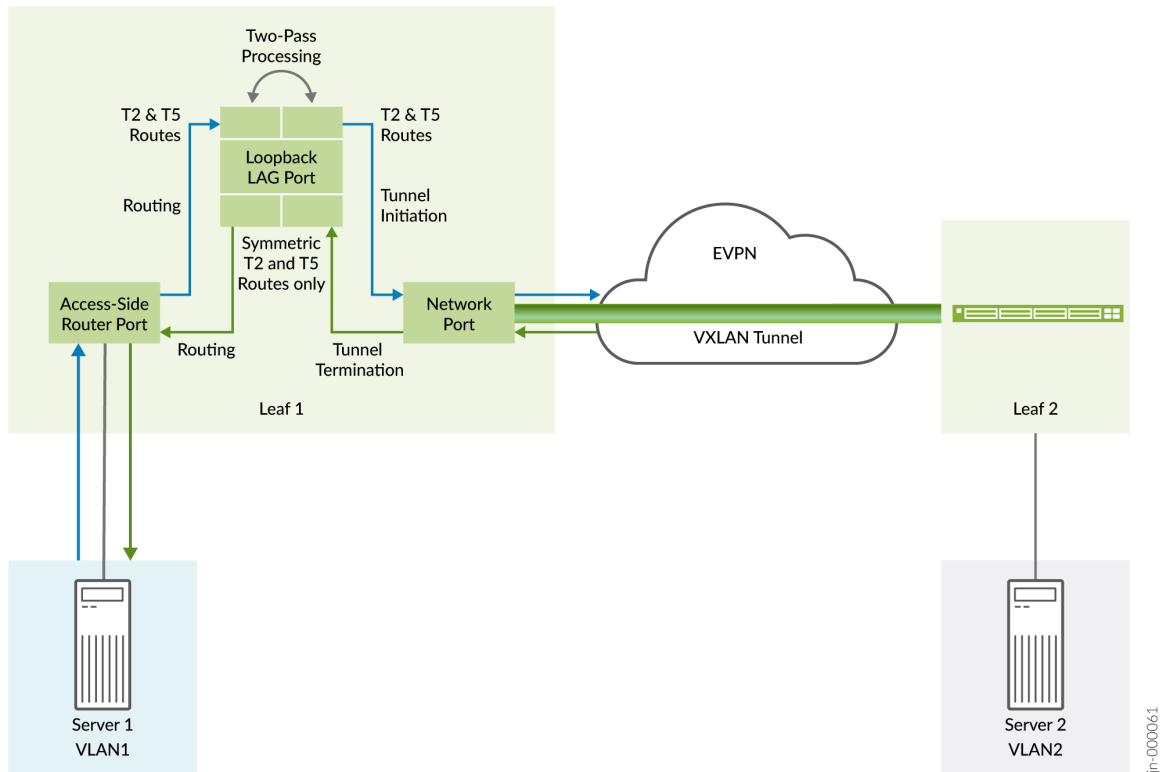 Two-Pass
Processing
T2 & T5
Routes
T2 & T5
Routes
Loopback
LAG Port
Routing
Tunnel
Initiation
Symmetric
T2 and T5
Routes only
EVPN
Access-Side
Router Port
Network
Port
Routing
Tunnel
Termination
VXLAN Tunnel
Leaf 1
Leaf 2
Server 1
VLAN1
Server 2
VLAN2
jn-000061